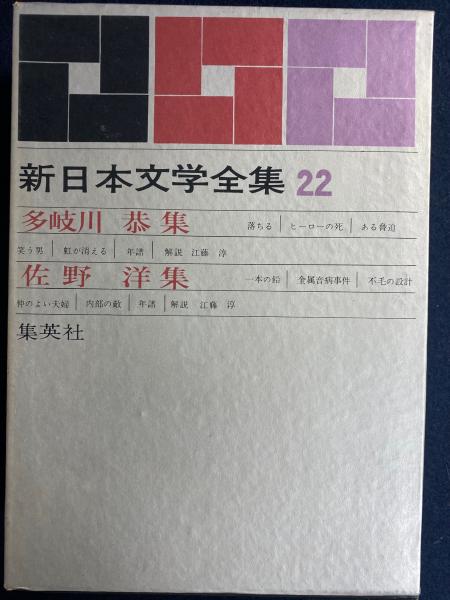 新日本文学全集 22
多岐川 恭集 落ちる | ヒーローの死 | ある脅迫
笑う男 | 虹が消える | 年譜 | 解説 江藤 淳
佐野 洋集 一本の鉛 | 金属音病事件 | 不毛の設計
仲のよい夫婦 | 内部の敵 | 年譜 | 解説 江藤 淳
集英社